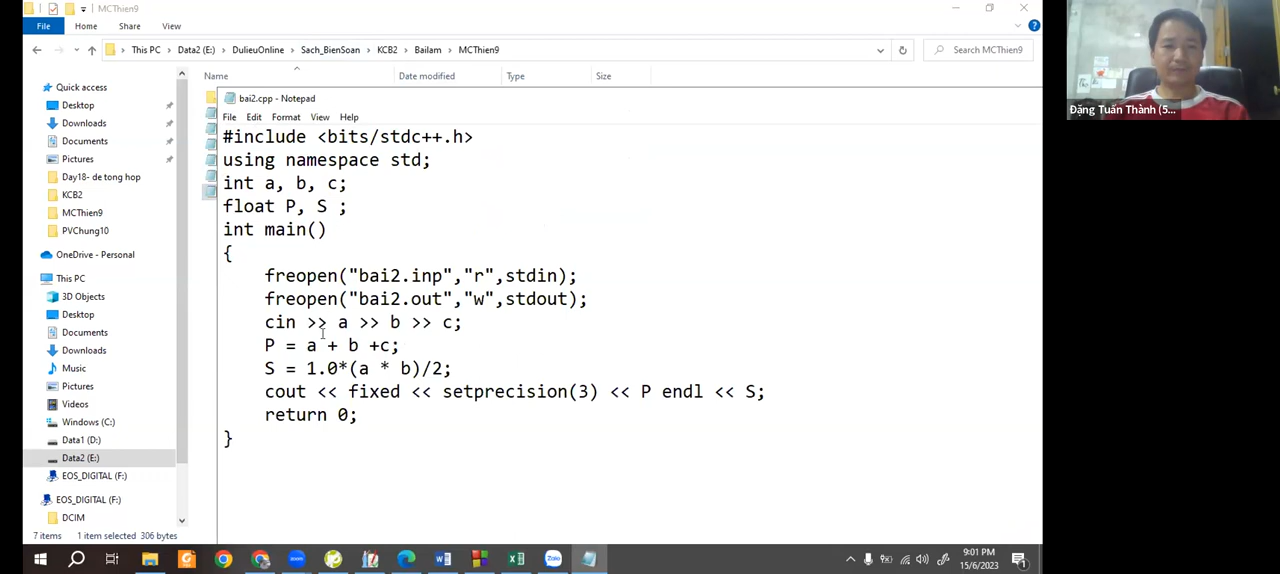 MCThien9
File
Home
Share
View
This PC > Data2 (E:) > DulieuOnline > Sach_BienSoan > KCB2 > Bailam > MCThien9
Search MCThien9
Name
Date modified
Type
Size
Quick access
Desktop
Downloads
Documents
Pictures
Day18- de tong hop
KCB2
MCThien9
PVChung10
OneDrive - Personal
This PC
3D Objects
Desktop
Documents
Downloads
Music
Pictures
Videos
Windows (C:)
Data1 (D:)
Data2 (E:)
EOS_DIGITAL (F:)
EOS_DIGITAL (F:)
DCIM
7 items
1 item selected 306 bytes
bai2.cpp - Notepad
File Edit Format View Help
#include <bits/stdc++.h>
using namespace std;
int a, b, c;
float P, S ;
int main()
{
freopen("bai2.inp","r",stdin);
freopen("bai2.out","w",stdout);
cin >> a >> b >> c;
P = a + b +c;
S = 1.0*(a * b)/2;
cout << fixed << setprecision(3) << P endl << S;
return 0;
}
Đặng Tuấn Thành (5...
zoom
Zalo
9:01 PM
15/6/2023
1